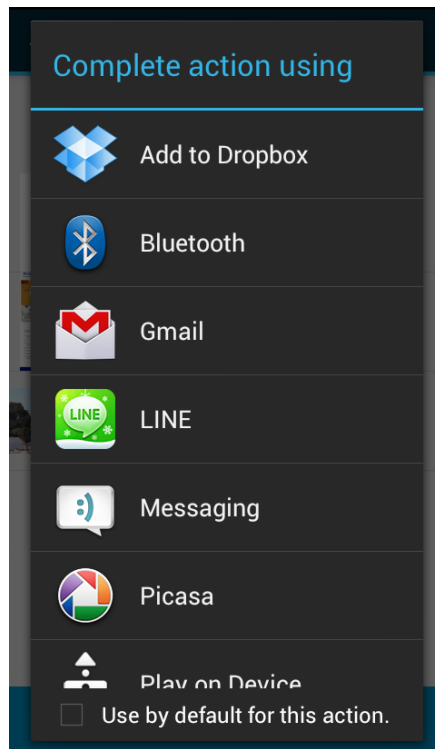 Complete action using
Add to Dropbox
Bluetooth
Gmail
LINE
LINE
Messaging
Picasa
Play on Device
Use by default for this action.